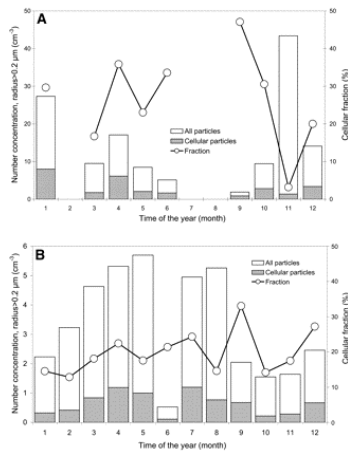 A
Number concentration, radius>0.2 µm (cm⁻³)
50
40
30
20
10
0
All particles
Cellular particles
Fraction
50
40
30
20
10
0
Cellular fraction (%)
1 2 3 4 5 6 7 8 9 10 11 12
Time of the year (month)
B
Number concentration, radius>0.2 µm (cm⁻³)
6
5
4
3
2
1
0
All particles
Cellular particles
Fraction
50
40
30
20
10
0
Cellular fraction (%)
1 2 3 4 5 6 7 8 9 10 11 12
Time of the year (month)